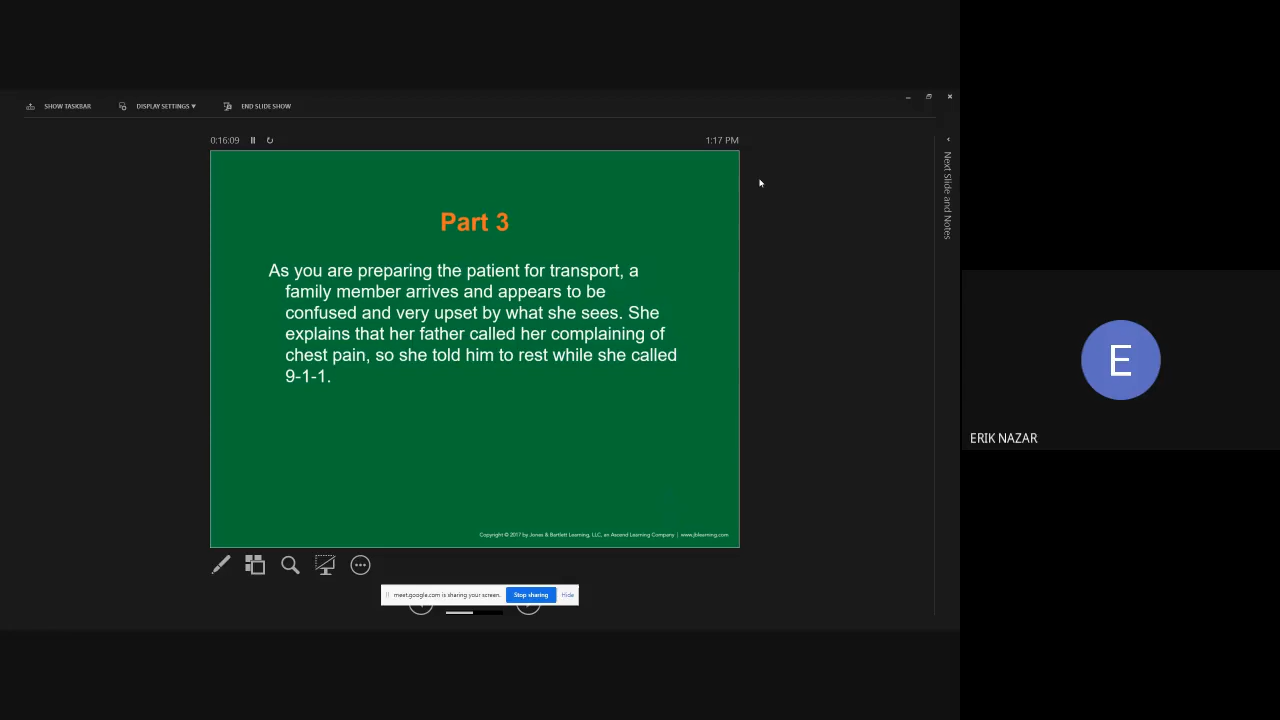 SHOW TASKBAR
DISPLAY SETTINGS ▾
END SLIDE SHOW
0:16:09
1:17 PM
Next Slide and Notes
Part 3
As you are preparing the patient for transport, a
family member arrives and appears to be
confused and very upset by what she sees. She
explains that her father called her complaining of
chest pain, so she told him to rest while she called
9-1-1.
Copyright © 2017 by Jones & Bartlett Learning, LLC, an Ascend Learning Company | www.jblearning.com
meet.google.com is sharing your screen.
Stop sharing
Hide
E
ERIK NAZAR